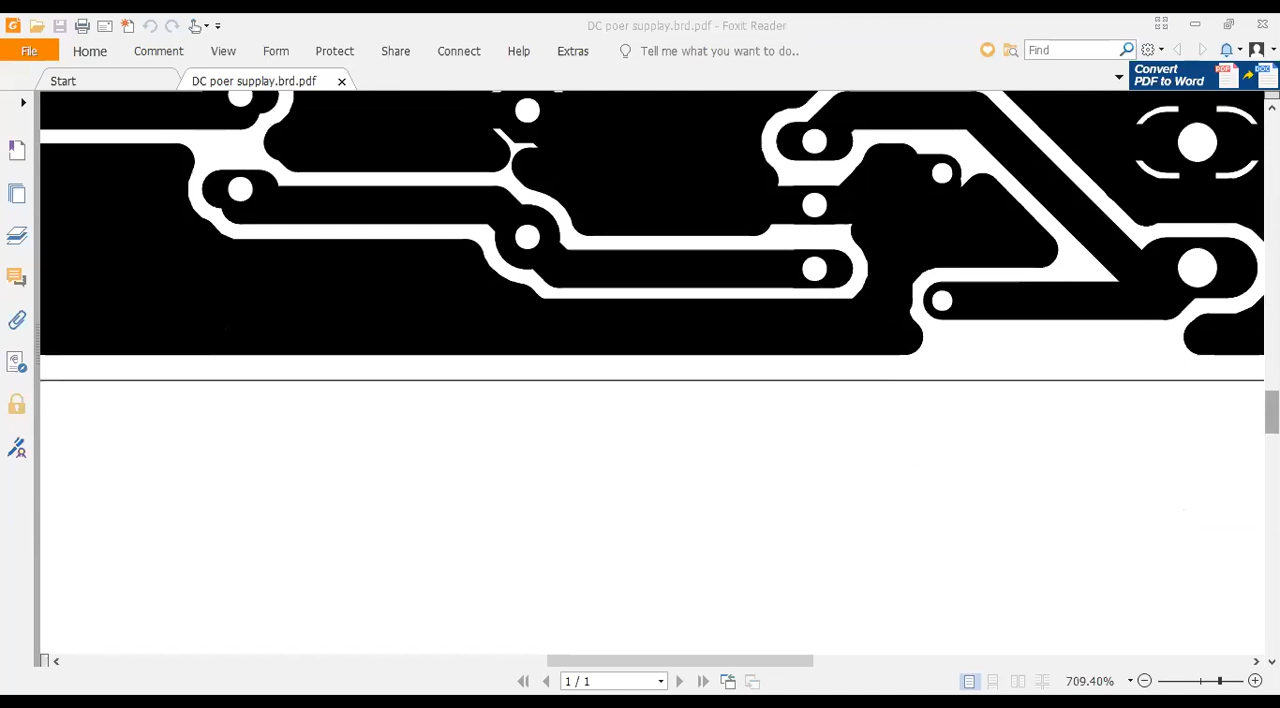 DC poer supplay.brd.pdf - Foxit Reader
File Home Comment View Form Protect Share Connect Help Extras Tell me what you want to do.. Find
Start DC poer supplay.brd.pdf
Convert
PDF to Word
1 / 1 709.40%